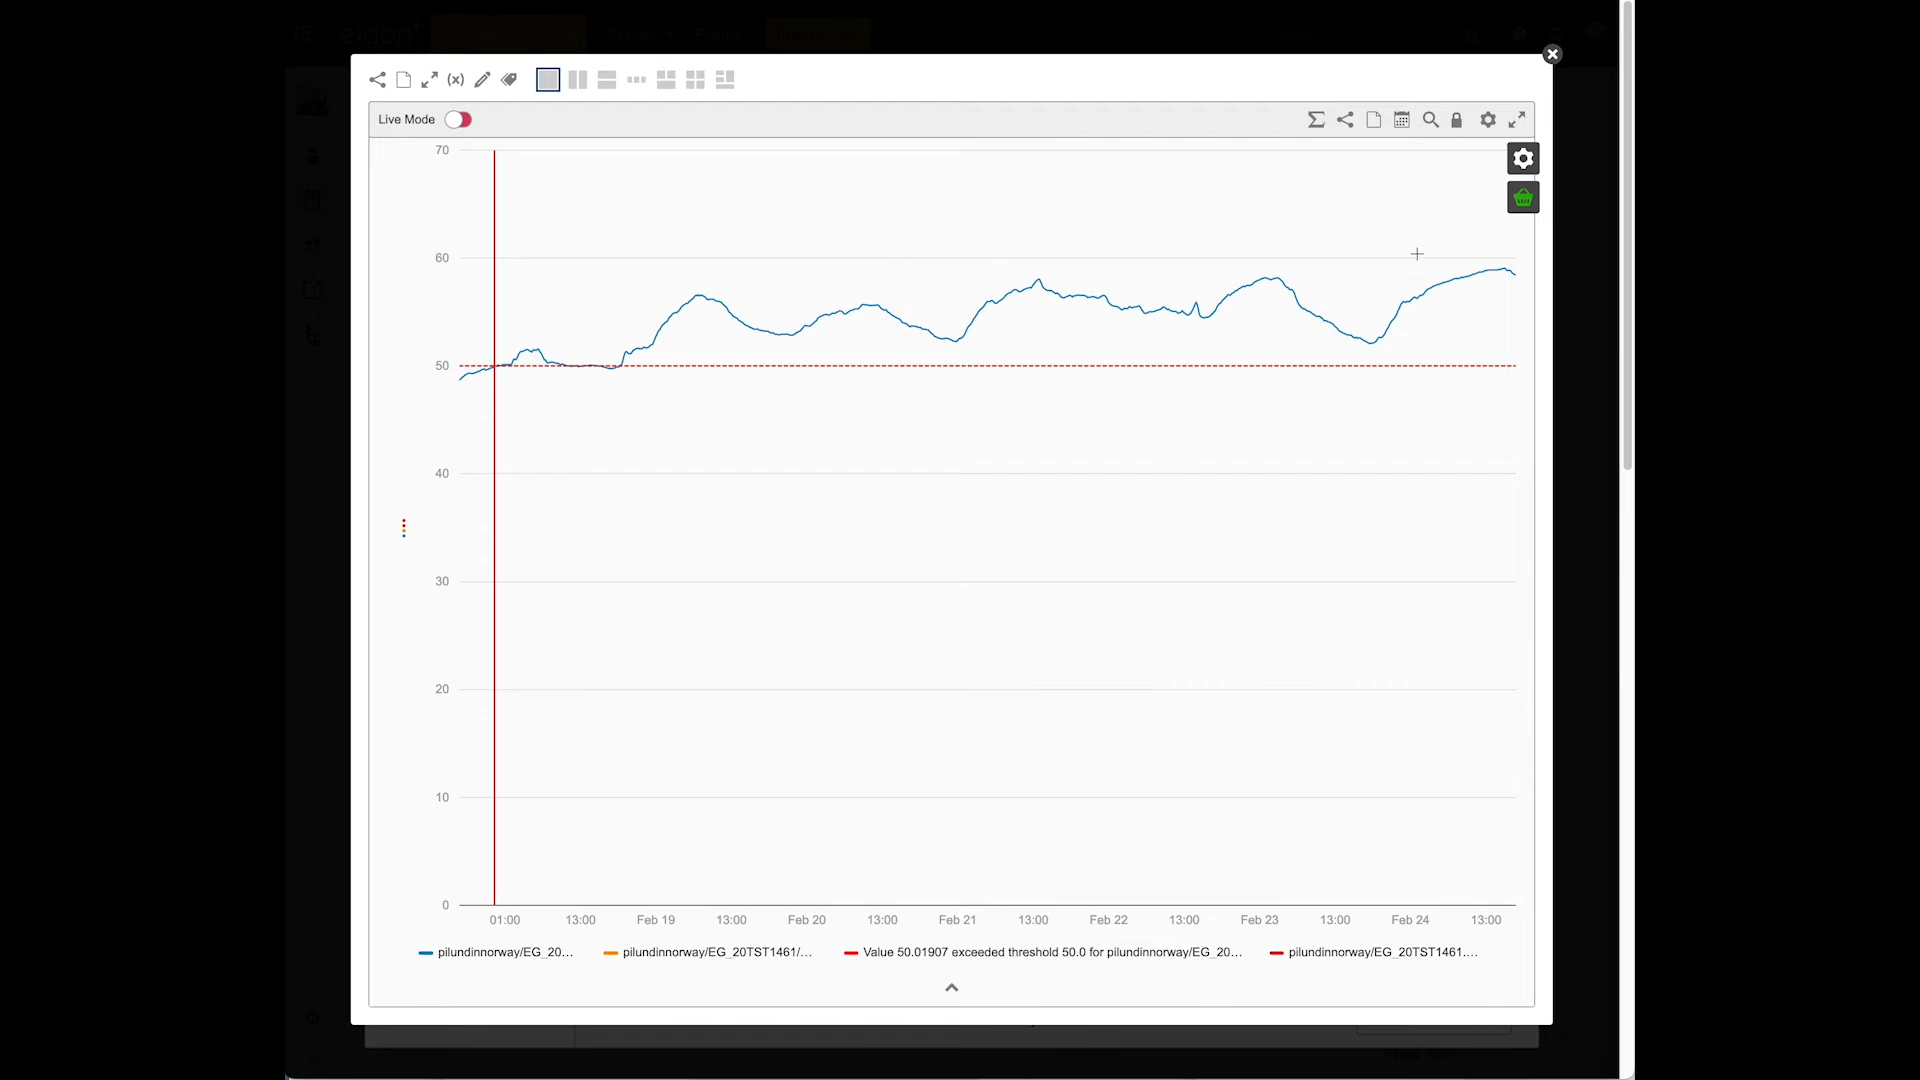 eigen+
(x)
Live Mode
70
60
50
40
30
20
10
0
01:00 13:00 Feb 19 13:00 Feb 20 13:00 Feb 21 13:00 Feb 22 13:00 Feb 23 13:00 Feb 24 13:00
pilundinnorway/EG_20... pilundinnorway/EG_20TST1461/... Value 50.01907 exceeded threshold 50.0 for pilundinnorway/EG_20... pilundinnorway/EG_20TST1461....